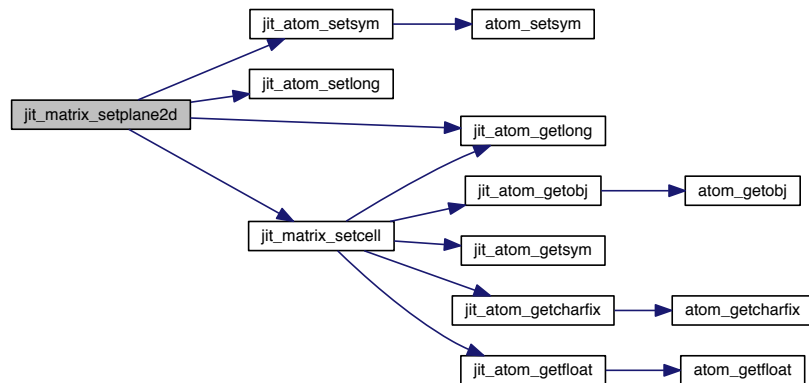 jit_atom_setsym
atom_setsym
jit_atom_setlong
jit_matrix_setplane2d
jit_atom_getlong
jit_atom_getobj
atom_getobj
jit_matrix_setcell
jit_atom_getsym
jit_atom_getcharfix
atom_getcharfix
jit_atom_getfloat
atom_getfloat